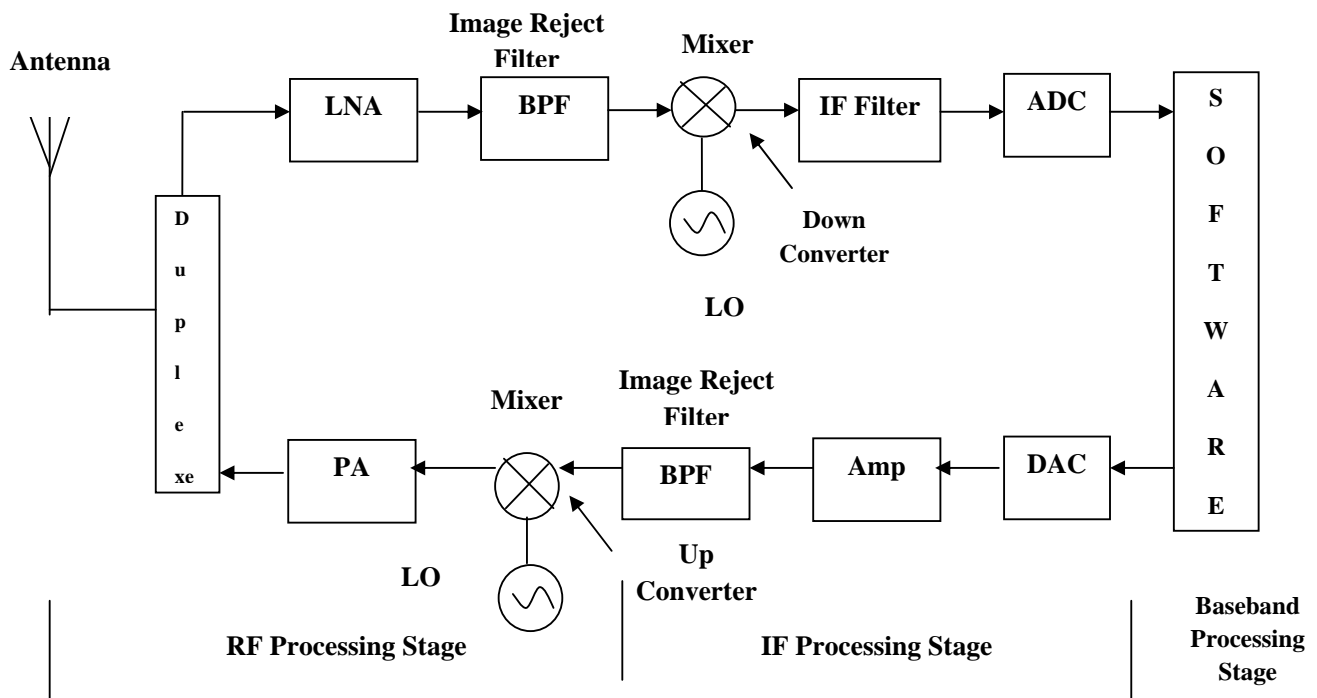 Image Reject
Filter
Mixer
Antenna
LNA
BPF
IF Filter
ADC
S
O
F
T
W
A
R
E
D
u
p
l
e
xe
Down
Converter
LO
Image Reject
Filter
Mixer
PA
BPF
Amp
DAC
Up
Converter
LO
RF Processing Stage
IF Processing Stage
Baseband
Processing
Stage